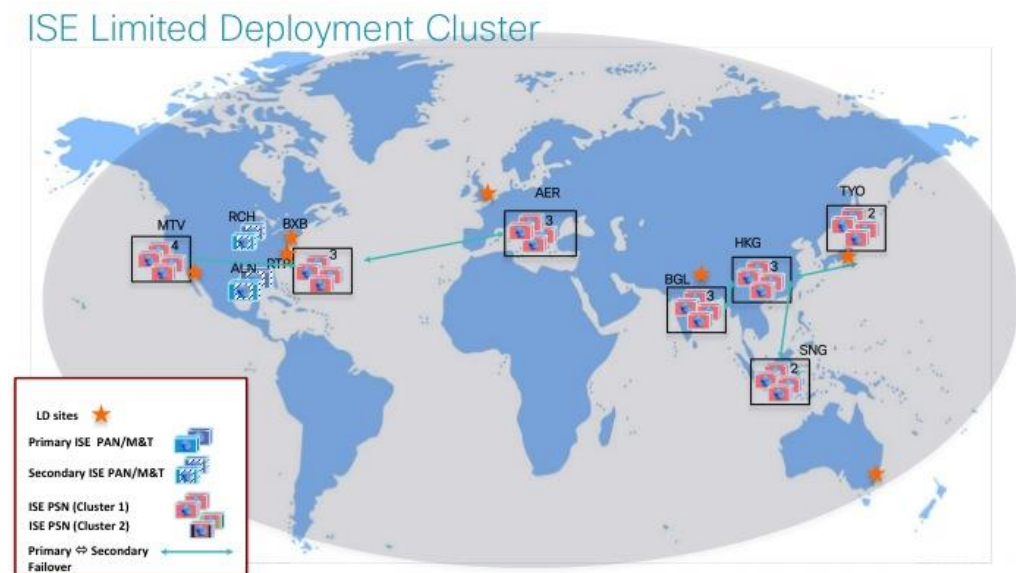 ISE Limited Deployment Cluster
AER
TYO
2
RCH
BXB
MTV
4
3
HKG
3
3
ALN
BGL
3
SNG
2
LD sites
Primary ISE PAN/M&T
Secondary ISE PAN/M&T
ISE PSN (Cluster 1)
ISE PSN (Cluster 2)
Primary ⇔ Secondary
Failover